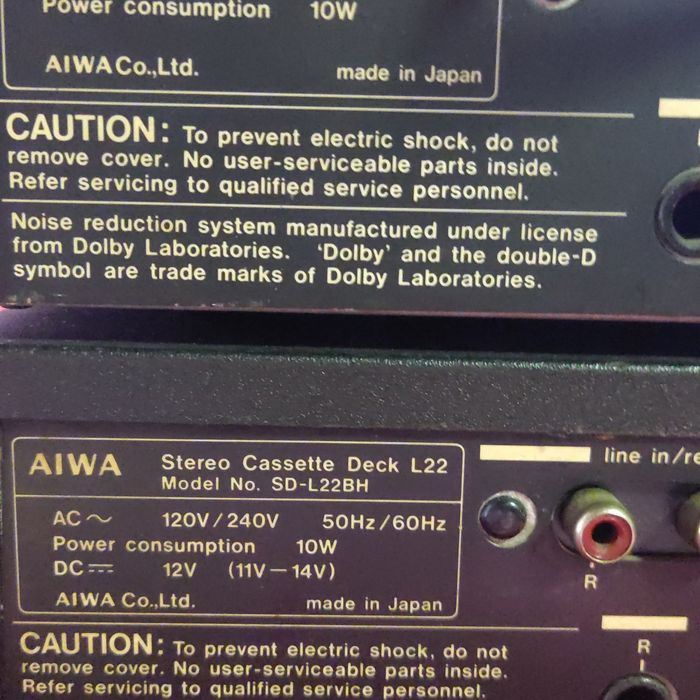 Power consumption 10W
AIWA Co.,Ltd. made in Japan
CAUTION: To prevent electric shock, do not
remove cover. No user-serviceable parts inside.
Refer servicing to qualified service personnel.
Noise reduction system manufactured under license
from Dolby Laboratories. 'Dolby' and the double-D
symbol are trade marks of Dolby Laboratories.
AIWA Stereo Cassette Deck L22
Model No. SD-L22BH
AC～ 120V/240V 50Hz/60Hz
Power consumption 10W
DC⎓ 12V (11V—14V)
AIWA Co.,Ltd. made in Japan
line in/re
R
CAUTION: To prevent electric shock, do not
remove cover. No user-serviceable parts inside.
Refer servicing to qualified service personnel.
R